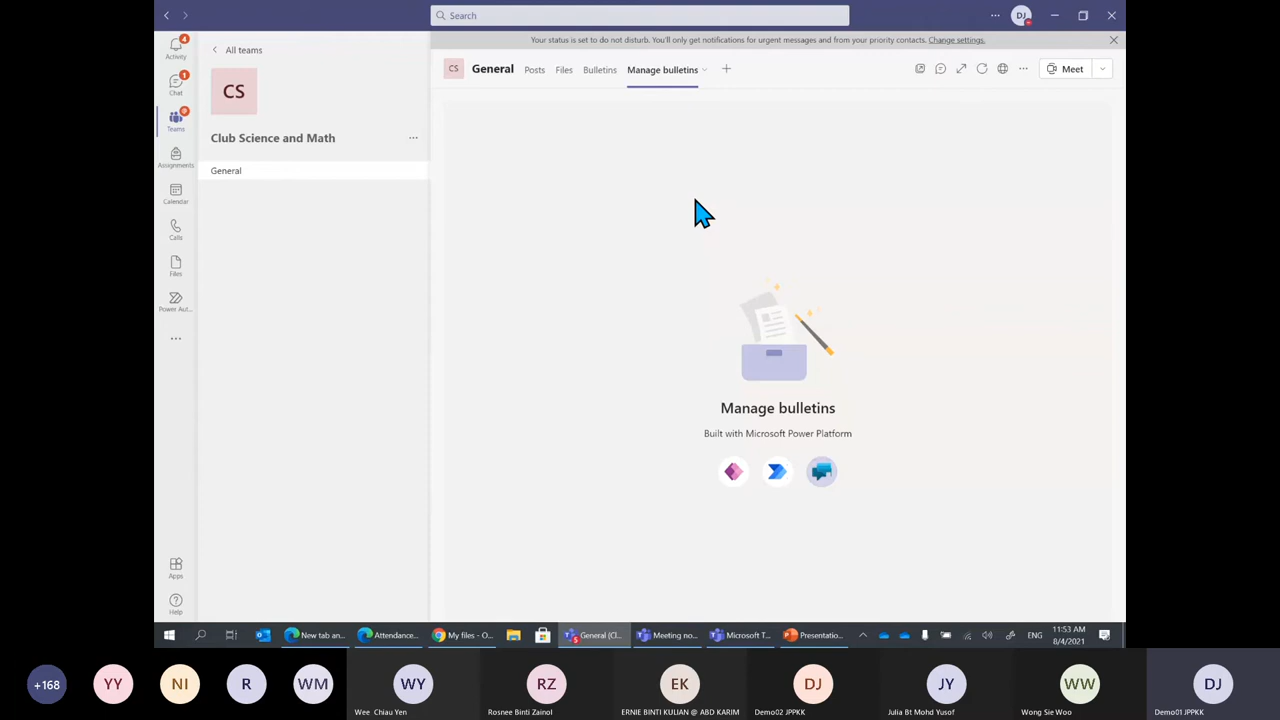 Search
DJ
Your status is set to do not disturb. You'll only get notifications for urgent messages and from your priority contacts. Change settings.
4
Activity
1
Chat
Teams
Assignments
Calendar
Calls
Files
Power Aut...
Apps
Help
All teams
CS
Club Science and Math
General
CS
General
Posts
Files
Bulletins
Manage bulletins
Meet
Manage bulletins
Built with Microsoft Power Platform
New tab an...
Attendance...
My files - O...
General (Cl...
Meeting no...
Microsoft T...
Presentatio...
ENG
11:53 AM
8/4/2021
+168
YY
NI
R
WM
WY
Wee Chiau Yen
RZ
Rosnee Binti Zainol
EK
ERNIE BINTI KULIAN @ ABD KARIM
DJ
Demo02 JPPKK
JY
Julia Bt Mohd Yusof
WW
Wong Sie Woo
DJ
Demo01 JPPKK